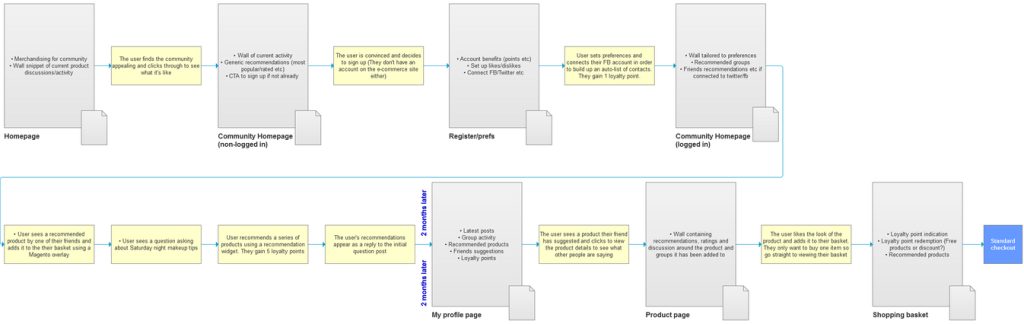 • Merchandising for community
• Wall snippet of current product
discussions/activity
Homepage
The user finds the community
appealing and clicks through to see
what it's like
• Wall of current activity
• Generic recommendations (most
popular/rated etc)
• CTA to sign up if not already
Community Homepage
(non-logged in)
The user is convinced and decides
to sign up (They don't have an
account on the e-commerce site
either)
• Account benefits (points etc)
• Set up likes/dislikes
• Connect FB/Twitter etc
Register/prefs
User sets preferences and
connects their FB account in order
to build up an auto-list of contacts.
They gain 1 loyalty point.
• Wall tailored to preferences
• Recommended groups
• Friends recommendations etc if
connected to twitter/fb
Community Homepage
(logged in)
• User sees a recommended
product by one of their friends and
adds it to the their basket using a
Magento overlay.
• User sees a question asking
about Saturday night makeup tips
User recommends a series of
products using a recommendation
widget. They gain 5 loyalty points
The user's recommendations
appear as a reply to the initial
question post
2 months later
2 months later
• Latest posts
• Group activity
• Recommended products
• Friends suggestions
• Loyalty points
My profile page
The user sees a product their friend
has suggested and clicks to view
the product details to see what
other people are saying
• Wall containing
recommendations, ratings and
discussion around the product and
groups it has been added to
Product page
The user likes the look of the
product and adds it to their basket.
They only want to buy one item so
go straight to viewing their basket
• Loyalty point indication
• Loyalty point redemption (Free
products or discount?)
• Recommended products
Shopping basket
Standard
checkout